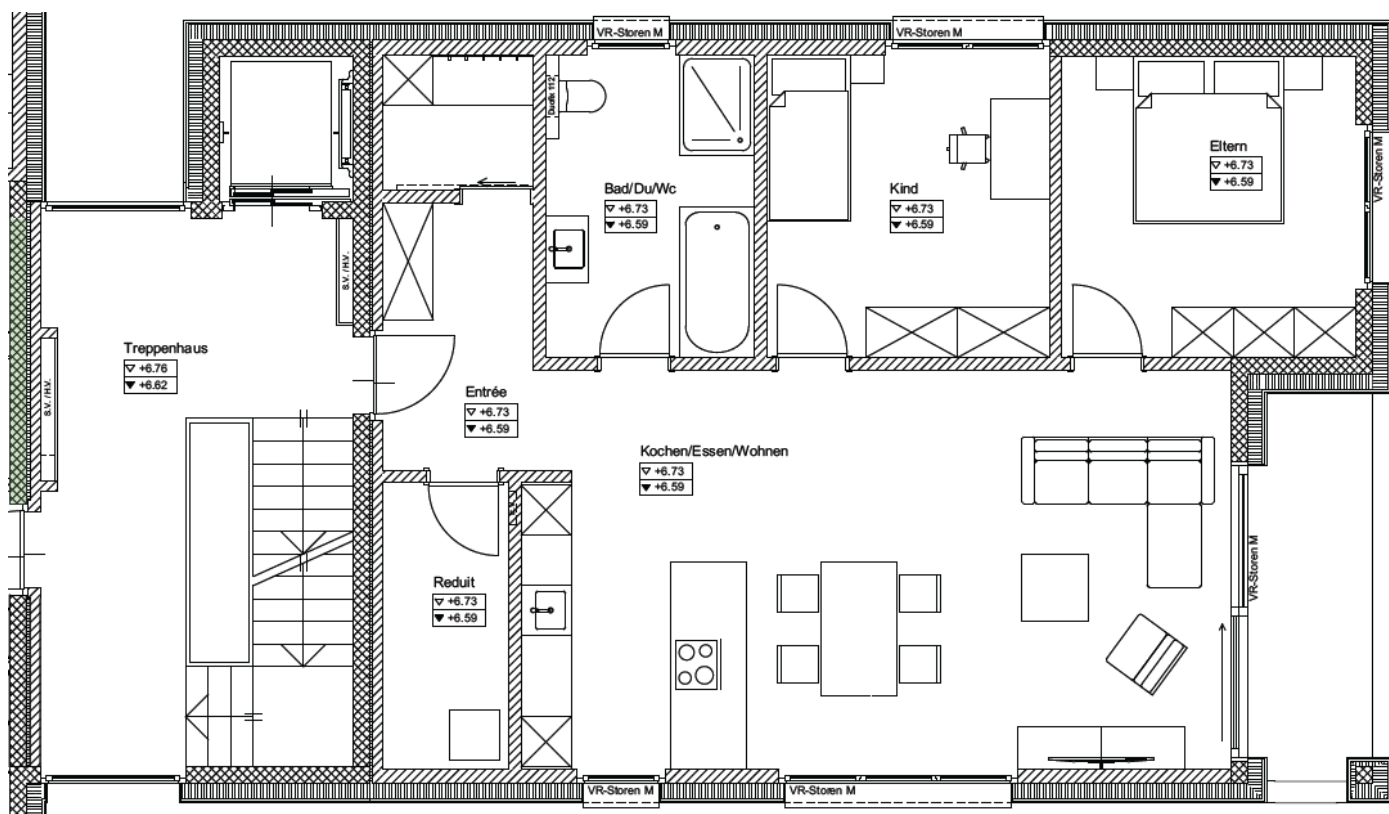 VR-Storen M
VR-Storen M
Duofix 112
Eltern
+6.73
+6.59
VR-Storen M
Bad/Du/Wc
+6.73
+6.59
Kind
+6.73
+6.59
S.V. /H.V.
Treppenhaus
+6.76
+6.62
S.V. /H.V.
Entrée
+6.73
+6.59
Kochen/Essen/Wohnen
+6.73
+6.59
VR-Storen M
Reduit
+6.73
+6.59
VR-Storen M
VR-Storen M